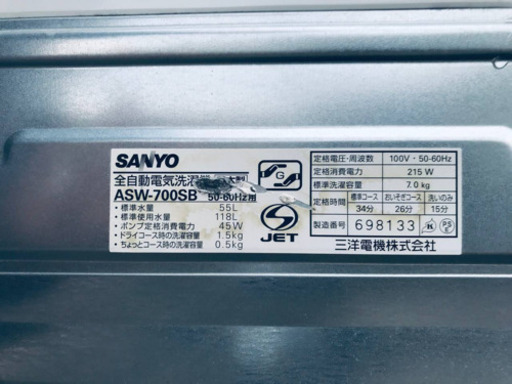 SANYO
全自動電気洗濯 大型
ASW-700SB 50-60Hz用
・標準水量 55L
・標準使用水量 118L
・ポンプ定格消費電力 45W
・ドライコース時の洗濯容量 1.5kg
・ちょっとコース時の洗濯容量 0.5kg
G
S
JET
定格電圧・周波数 100V・50-60Hz
定格消費電力 215W
標準洗濯容量 7.0kg
標準コース おいそぎコース 洗いのみ
34分 26分 15分
製造番号 698133
三洋電機株式会社